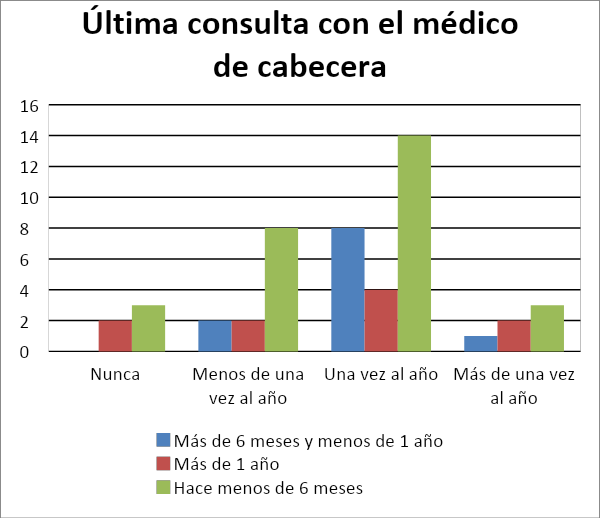 Última consulta con el médico
de cabecera
16
14
12
10
8
6
4
2
0
Nunca
Menos de una
vez al año
Una vez al año
Más de una vez
al año
Más de 6 meses y menos de 1 año
Más de 1 año
Hace menos de 6 meses